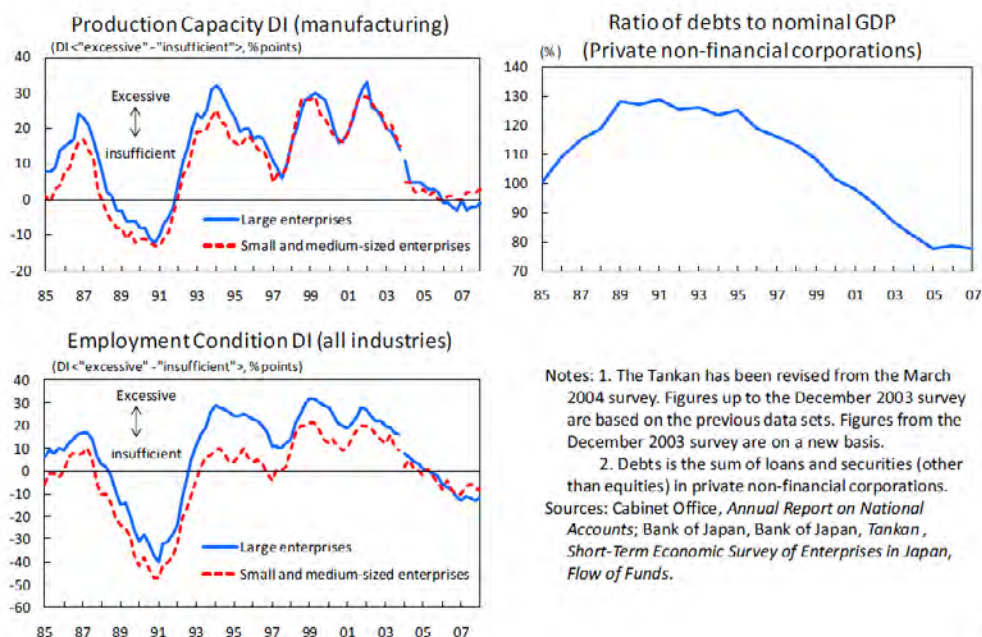 Production Capacity DI (manufacturing)
(DI <"excessive" - "insufficient">, % points)
40
30
20
10
0
-10
-20
Excessive
insufficient
Large enterprises
Small and medium-sized enterprises
85 87 89 91 93 95 97 99 01 03 05 07
Ratio of debts to nominal GDP
(Private non-financial corporations)
(%)
140
130
120
110
100
90
80
70
85 87 89 91 93 95 97 99 01 03 05 07
Employment Condition DI (all industries)
(DI <"excessive" - "insufficient">, % points)
40
30
20
10
0
-10
-20
-30
-40
-50
-60
Excessive
insufficient
Large enterprises
Small and medium-sized enterprises
85 87 89 91 93 95 97 99 01 03 05 07
Notes: 1. The Tankan has been revised from the March
2004 survey. Figures up to the December 2003 survey
are based on the previous data sets. Figures from the
December 2003 survey are on a new basis.
2. Debts is the sum of loans and securities (other
than equities) in private non-financial corporations.
Sources: Cabinet Office, Annual Report on National
Accounts; Bank of Japan, Bank of Japan, Tankan,
Short-Term Economic Survey of Enterprises in Japan,
Flow of Funds.